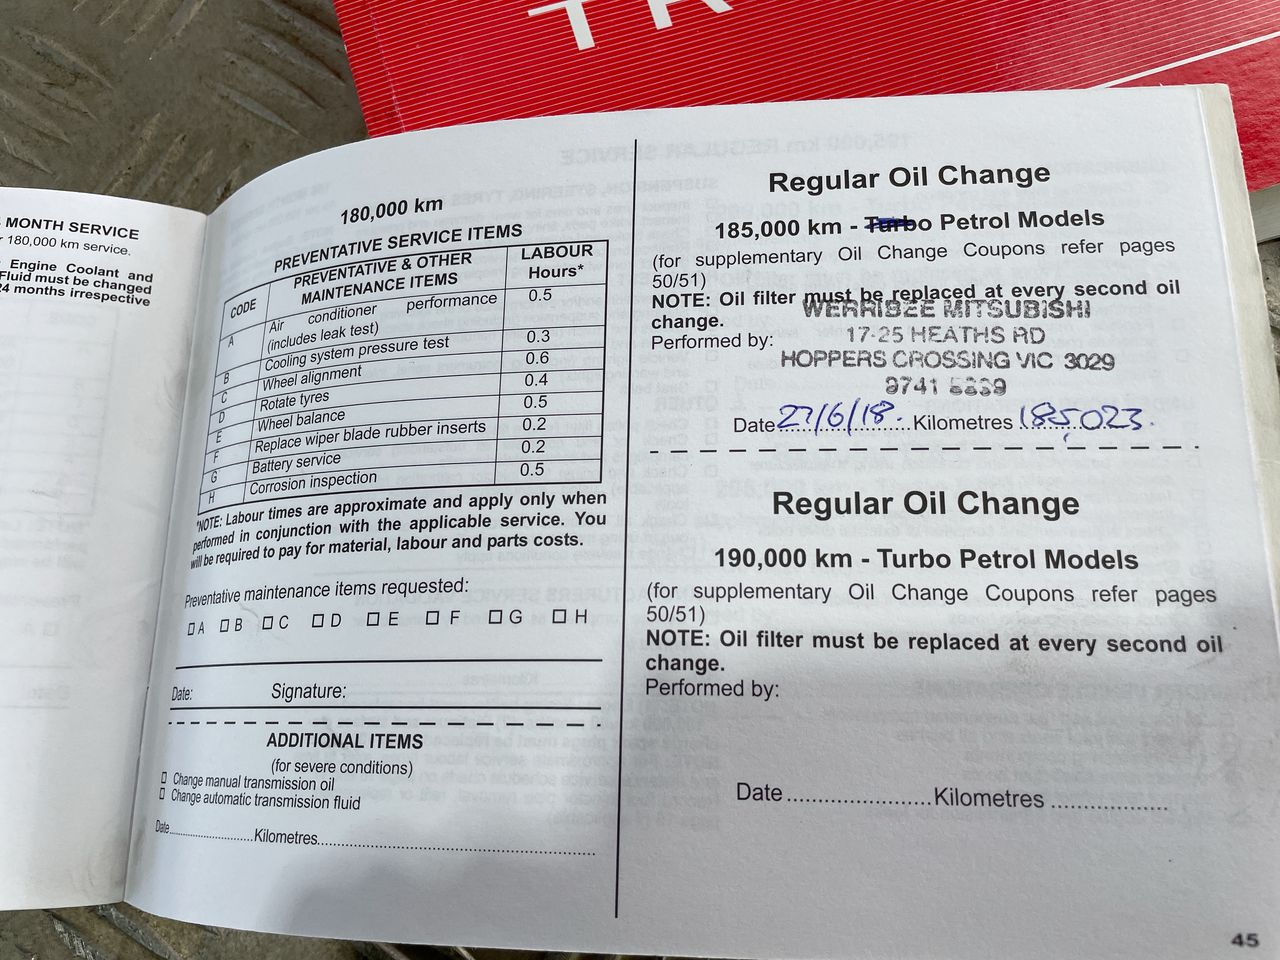 TR
MONTH SERVICE
180,000 km service.
Engine Coolant and
Fluid must be changed
24 months irrespective
180,000 km
PREVENTATIVE SERVICE ITEMS
CODE PREVENTATIVE & OTHER MAINTENANCE ITEMS LABOUR Hours*
A Air conditioner performance (includes leak test) 0.5
B Cooling system pressure test 0.3
C Wheel alignment 0.6
D Rotate tyres 0.4
E Wheel balance 0.5
F Replace wiper blade rubber inserts 0.2
G Battery service 0.2
H Corrosion inspection 0.5
*NOTE: Labour times are approximate and apply only when
performed in conjunction with the applicable service. You
will be required to pay for material, labour and parts costs.
Preventative maintenance items requested:
☐ A ☐ B ☐ C ☐ D ☐ E ☐ F ☐ G ☐ H
Date: Signature:
ADDITIONAL ITEMS
(for severe conditions)
☐ Change manual transmission oil
☐ Change automatic transmission fluid
Date.................... Kilometres....................
Regular Oil Change
185,000 km - Turbo Petrol Models
(for supplementary Oil Change Coupons refer pages
50/51)
NOTE: Oil filter must be replaced at every second oil
change.
WERRIBEE MITSUBISHI
Performed by: 17-25 HEATHS RD
HOPPERS CROSSING VIC 3029
9741
Date 27/6/18. Kilometres 185,023.
Regular Oil Change
190,000 km - Turbo Petrol Models
(for supplementary Oil Change Coupons refer pages
50/51)
NOTE: Oil filter must be replaced at every second oil
change.
Performed by:
Date .................... Kilometres ....................
45